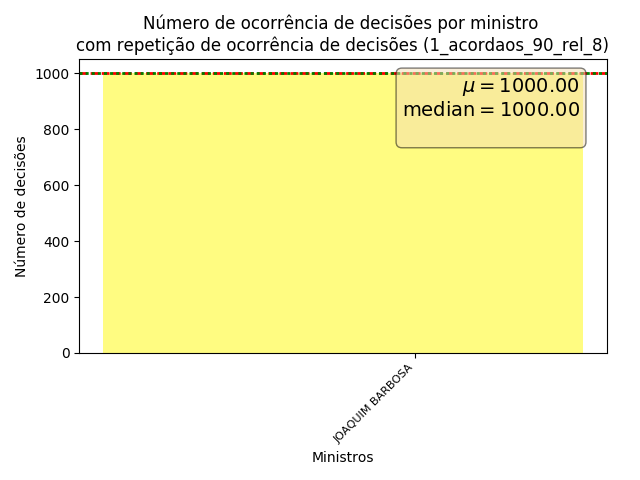 Número de ocorrência de decisões por ministro
com repetição de ocorrência de decisões (1_acordaos_90_rel_8)
1000
800
600
400
200
0
Número de decisões
μ = 1000.00
median = 1000.00
JOAQUIM BARBOSA
Ministros